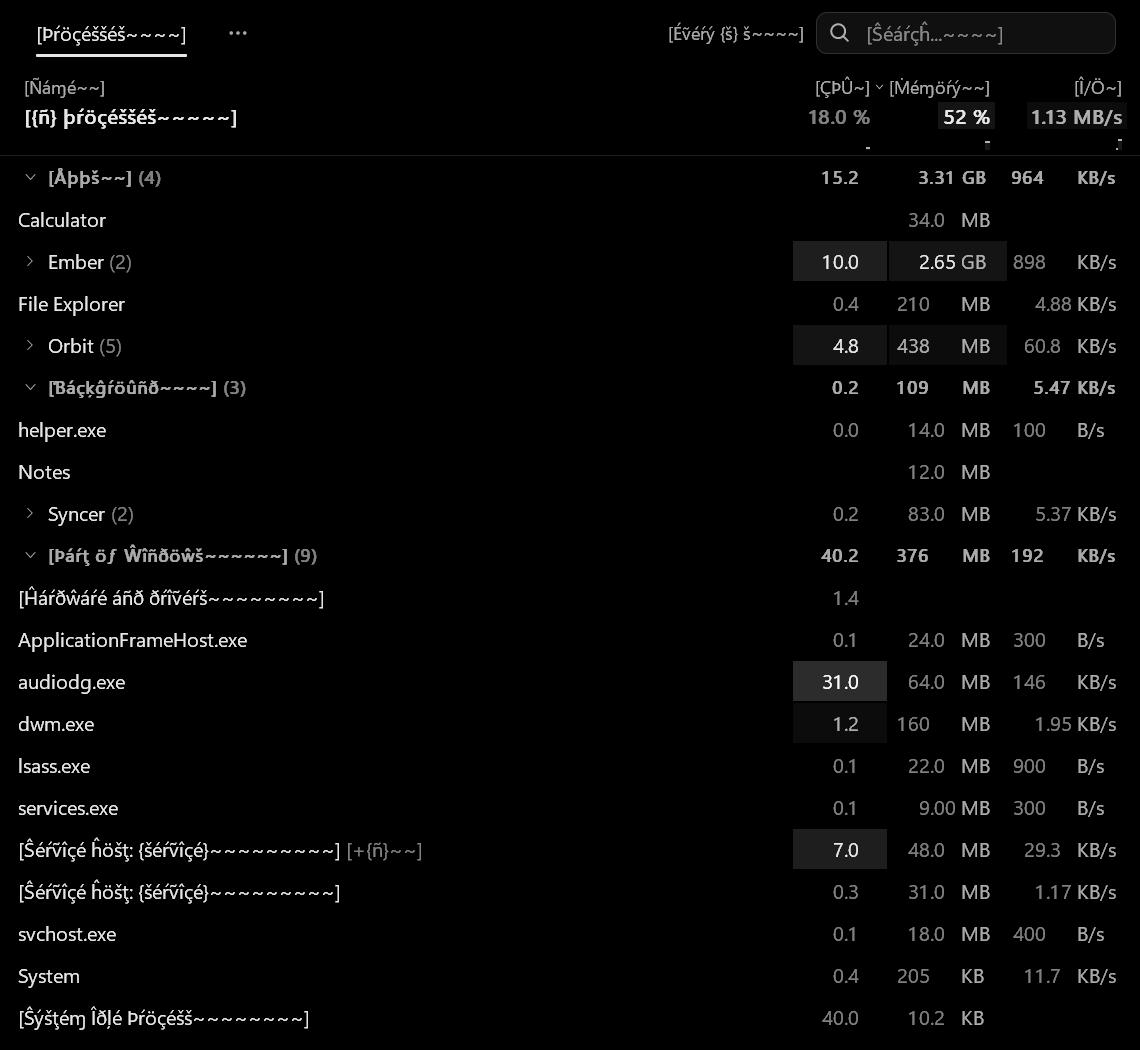 [Þŕöçéššéš~~~~] ··· [Éṽéŕý {š} š~~~~] [Ŝéáŕçĥ...~~~~]
[Ñáɱé~~] [ÇÞÛ~] [Ṁéɱöŕý~~] [Î/Ö~]
[{ñ} þŕöçéššéš~~~~~] 18.0 % 52 % 1.13 MB/s
- - -
[Åþþš~~] (4) 15.2 3.31 GB 964 KB/s
Calculator 34.0 MB
Ember (2) 10.0 2.65 GB 898 KB/s
File Explorer 0.4 210 MB 4.88 KB/s
Orbit (5) 4.8 438 MB 60.8 KB/s
[Ɓáçķĝŕöûñð~~~~] (3) 0.2 109 MB 5.47 KB/s
helper.exe 0.0 14.0 MB 100 B/s
Notes 12.0 MB
Syncer (2) 0.2 83.0 MB 5.37 KB/s
[Þáŕţ öƒ Ŵîñðöŵš~~~~~~] (9) 40.2 376 MB 192 KB/s
[Ĥáŕðŵáŕé áñð ðŕîṽéŕš~~~~~~~~] 1.4
ApplicationFrameHost.exe 0.1 24.0 MB 300 B/s
audiodg.exe 31.0 64.0 MB 146 KB/s
dwm.exe 1.2 160 MB 1.95 KB/s
lsass.exe 0.1 22.0 MB 900 B/s
services.exe 0.1 9.00 MB 300 B/s
[Ŝéŕṽîçé ĥöšţ: {šéŕṽîçé}~~~~~~~~~] [+{ñ}~~] 7.0 48.0 MB 29.3 KB/s
[Ŝéŕṽîçé ĥöšţ: {šéŕṽîçé}~~~~~~~~~] 0.3 31.0 MB 1.17 KB/s
svchost.exe 0.1 18.0 MB 400 B/s
System 0.4 205 KB 11.7 KB/s
[Ŝýšţéɱ Îðļé Þŕöçéšš~~~~~~~~] 40.0 10.2 KB